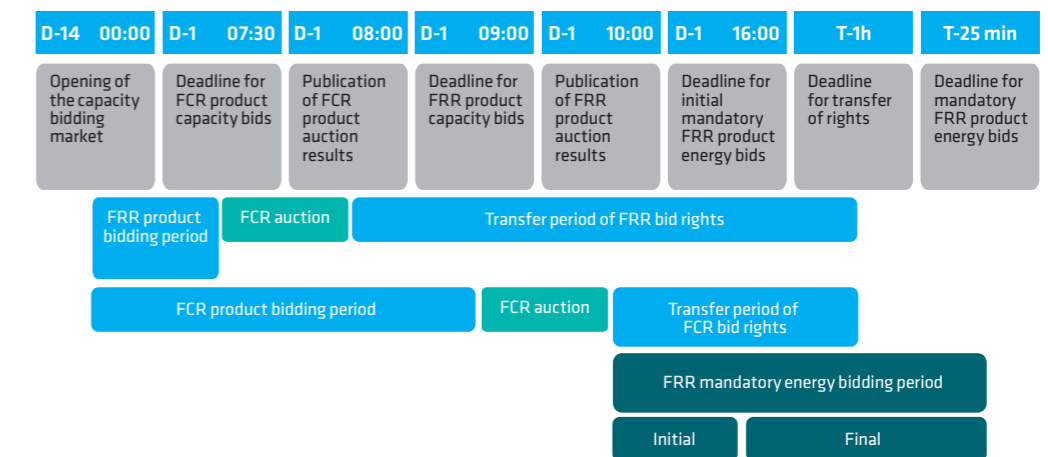 D-14 00:00
D-1 07:30
D-1 08:00
D-1 09:00
D-1 10:00
D-1 16:00
T-1h
T-25 min
Opening of
the capacity
bidding
market
Deadline for
FCR product
capacity bids
Publication
of FCR
product
auction
results
Deadline for
FRR product
capacity bids
Publication
of FRR
product
auction
results
Deadline for
initial
mandatory
FRR product
energy bids
Deadline
for transfer
of rights
Deadline for
mandatory
FRR product
energy bids
FRR product
bidding period
FCR auction
Transfer period of FRR bid rights
FCR product bidding period
FCR auction
Transfer period of
FCR bid rights
FRR mandatory energy bidding period
Initial
Final